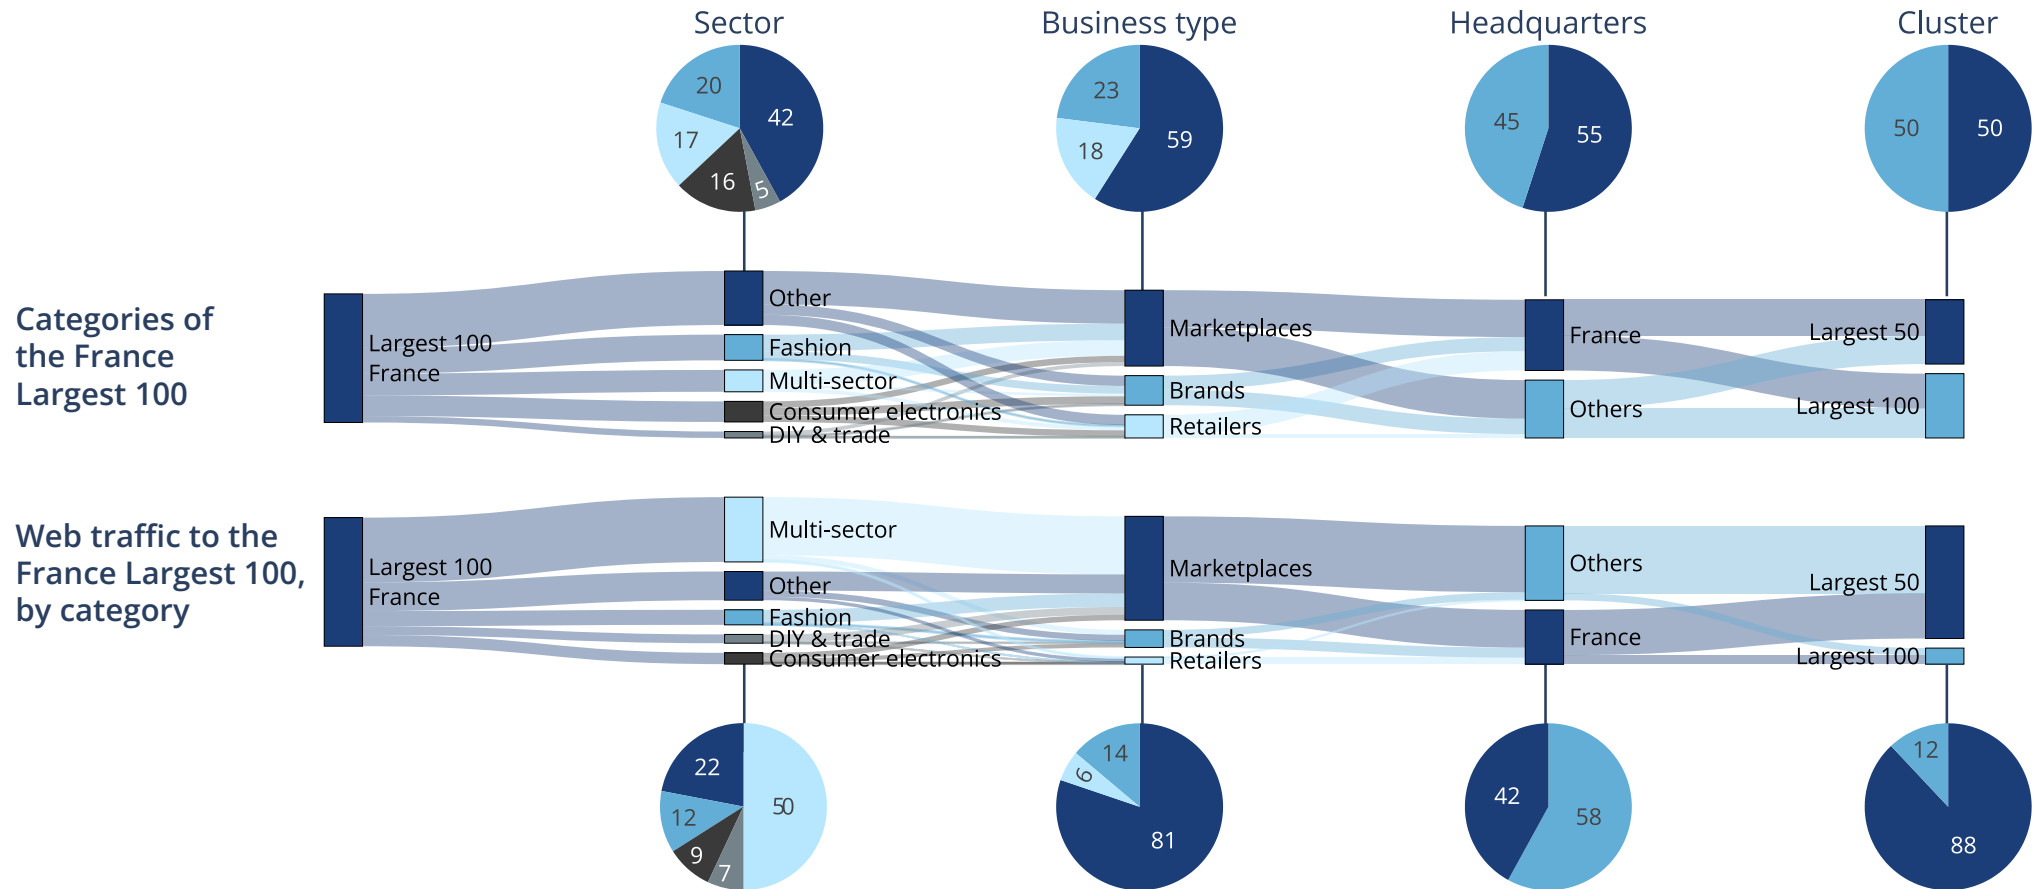 Sector
Business type
Headquarters
Cluster
20
42
17
16
5
23
59
18
45
55
50
50
Categories of
the France
Largest 100
Largest 100
France
Other
Fashion
Multi-sector
Consumer electronics
DIY & trade
Marketplaces
Brands
Retailers
France
Others
Largest 50
Largest 100
Web traffic to the
France Largest 100,
by category
Largest 100
France
Multi-sector
Other
Fashion
DIY & trade
Consumer electronics
Marketplaces
Brands
Retailers
Others
France
Largest 50
Largest 100
22
50
12
9
7
14
6
81
42
58
12
88